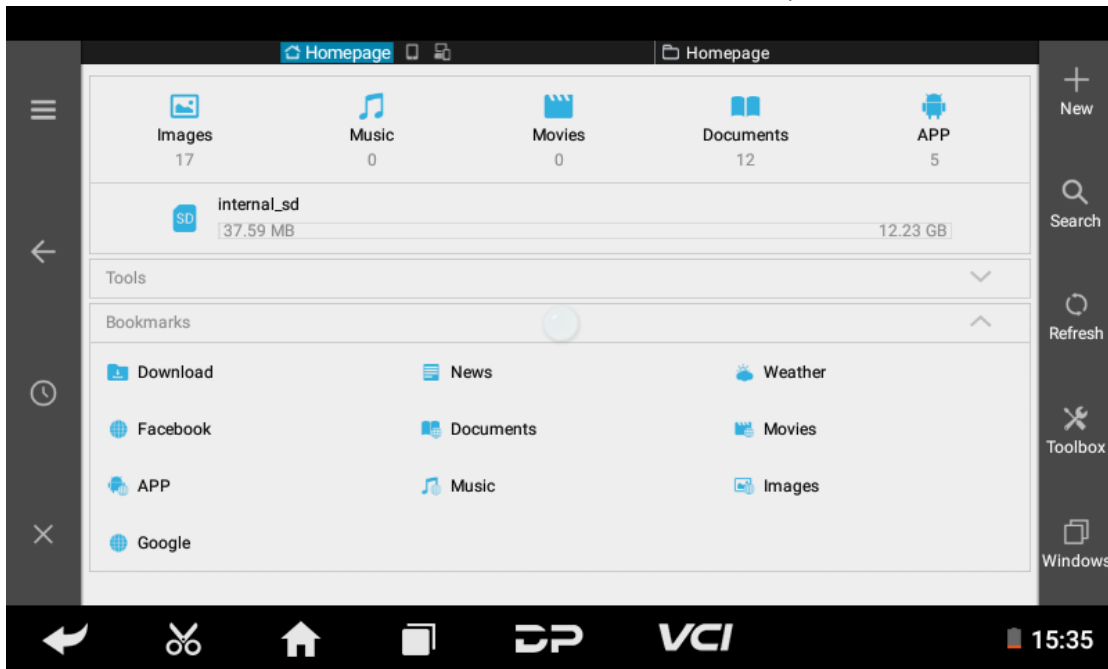 Homepage Homepage
New
Images Music Movies Documents APP
17 0 0 12 5
SD internal_sd
37.59 MB 12.23 GB
Search
Tools
Bookmarks
Refresh
Download News Weather
Facebook Documents Movies
Toolbox
APP Music Images
Google
Windows
DP VCI 15:35